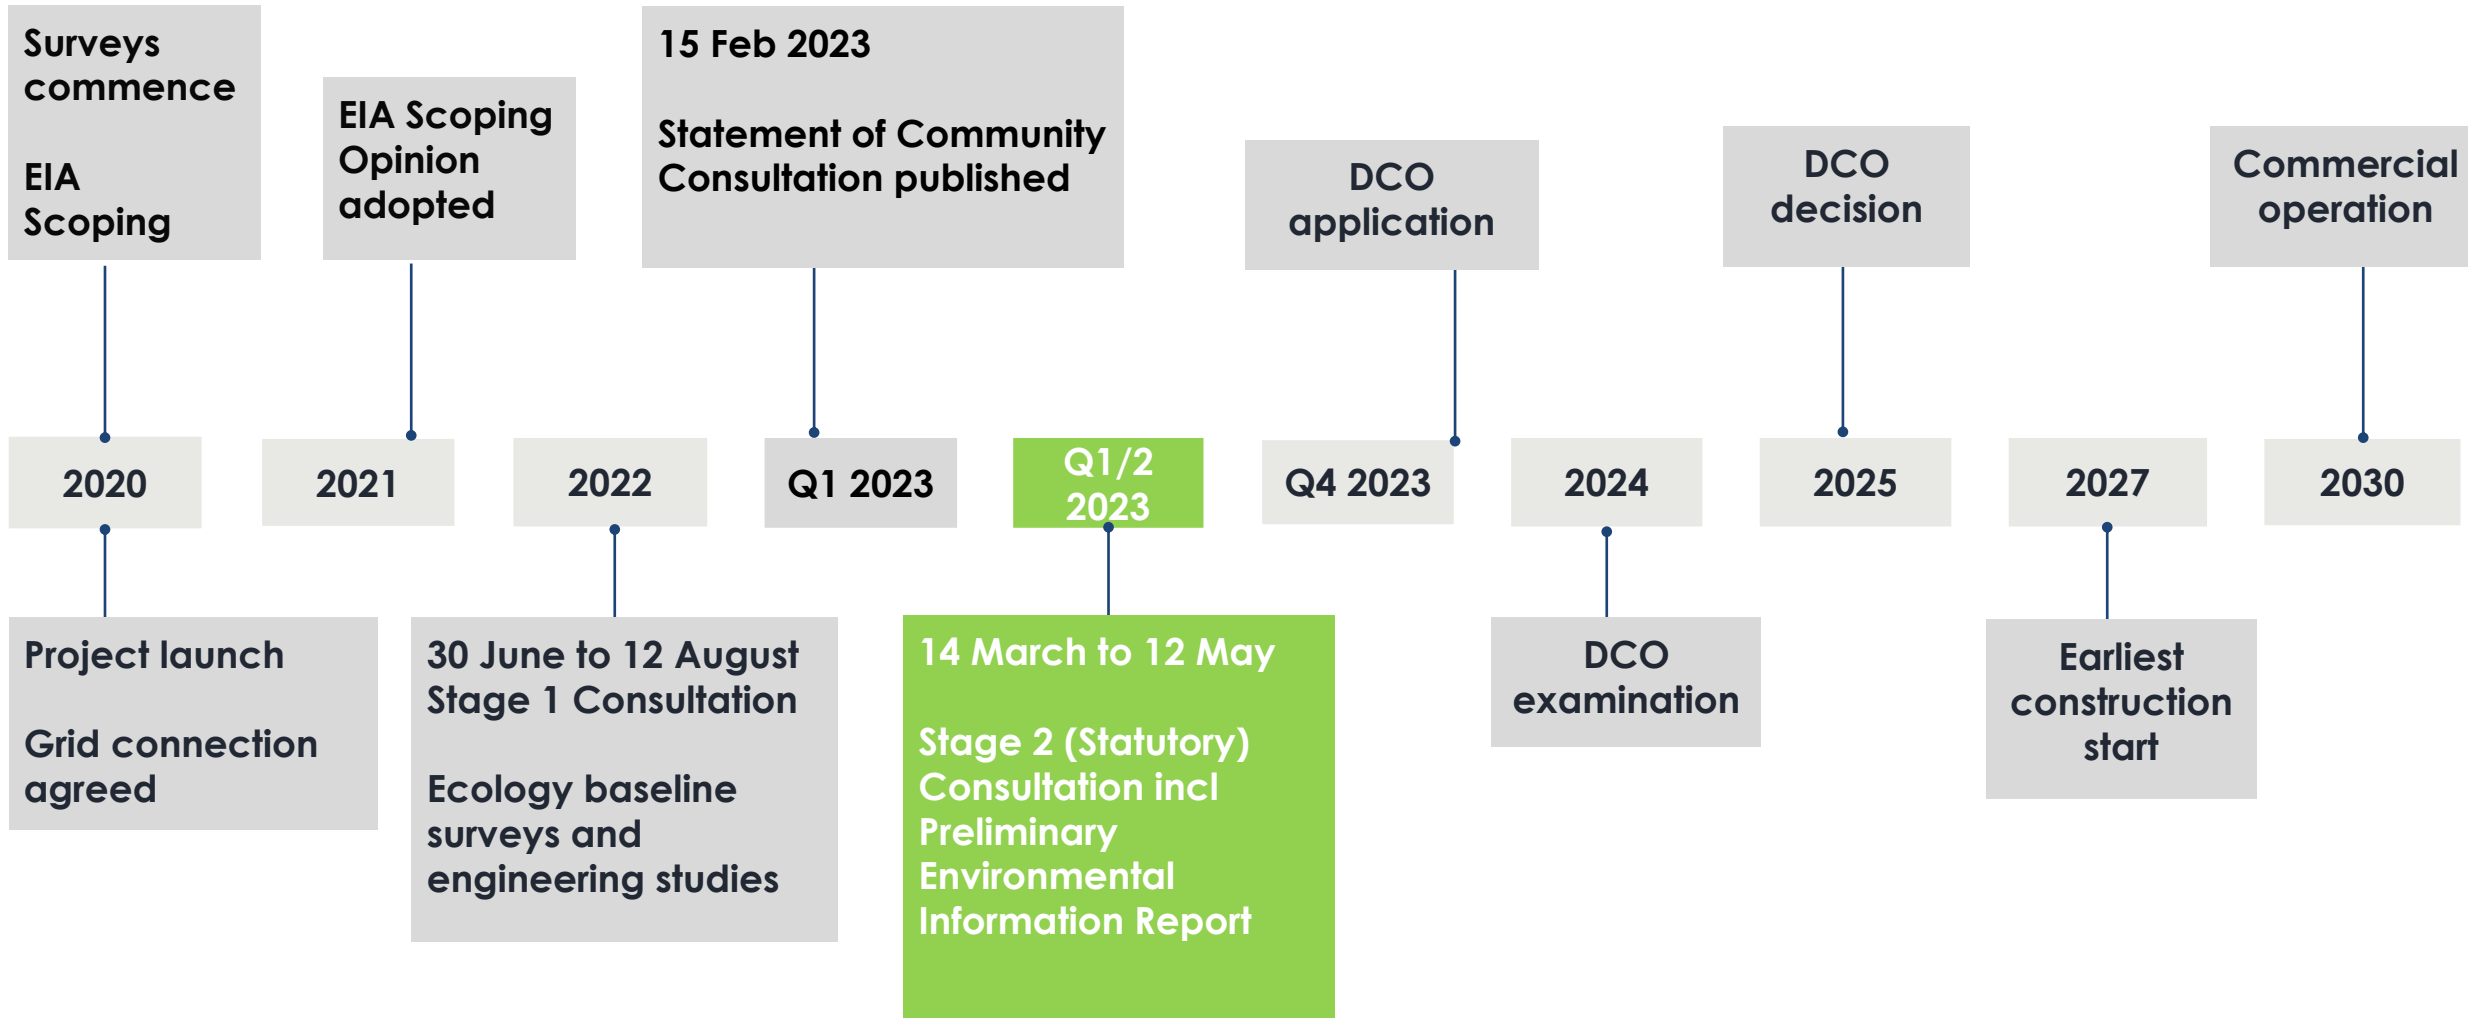 Surveys
commence
EIA
Scoping
EIA Scoping
Opinion
adopted
15 Feb 2023
Statement of Community
Consultation published
DCO
application
DCO
decision
Commercial
operation
2020
2021
2022
Q1 2023
Q1/2
2023
Q4 2023
2024
2025
2027
2030
Project launch
Grid connection
agreed
30 June to 12 August
Stage 1 Consultation
Ecology baseline
surveys and
engineering studies
14 March to 12 May
Stage 2 (Statutory)
Consultation incl
Preliminary
Environmental
Information Report
DCO
examination
Earliest
construction
start